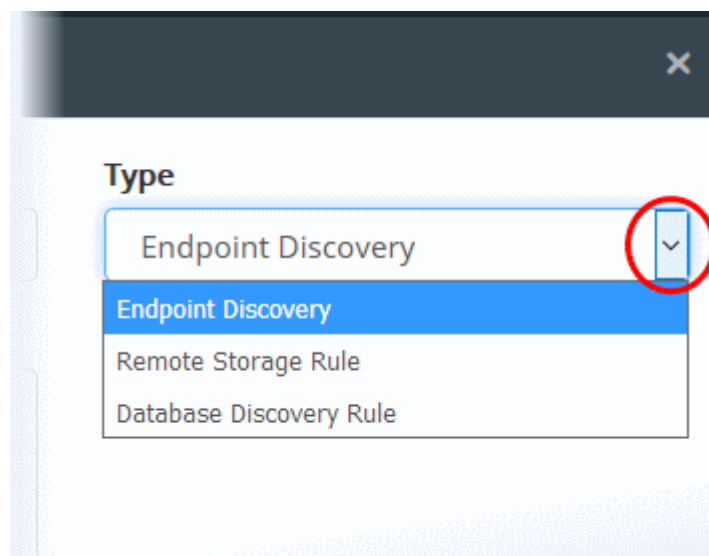 Type
Endpoint Discovery
Endpoint Discovery
Remote Storage Rule
Database Discovery Rule